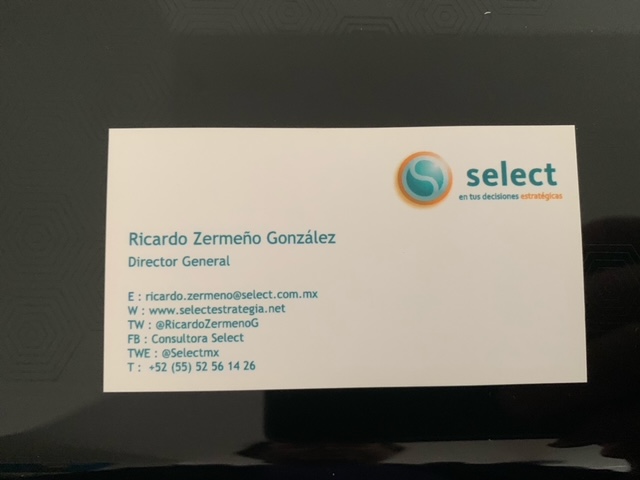 select
en tus decisiones estratégicas
Ricardo Zermeño González
Director General
E : ricardo.zermeno@select.com.mx
W : www.selectestrategia.net
TW : @RicardoZermenoG
FB : Consultora Select
TWE : @Selectmx
T : +52 (55) 52 56 14 26